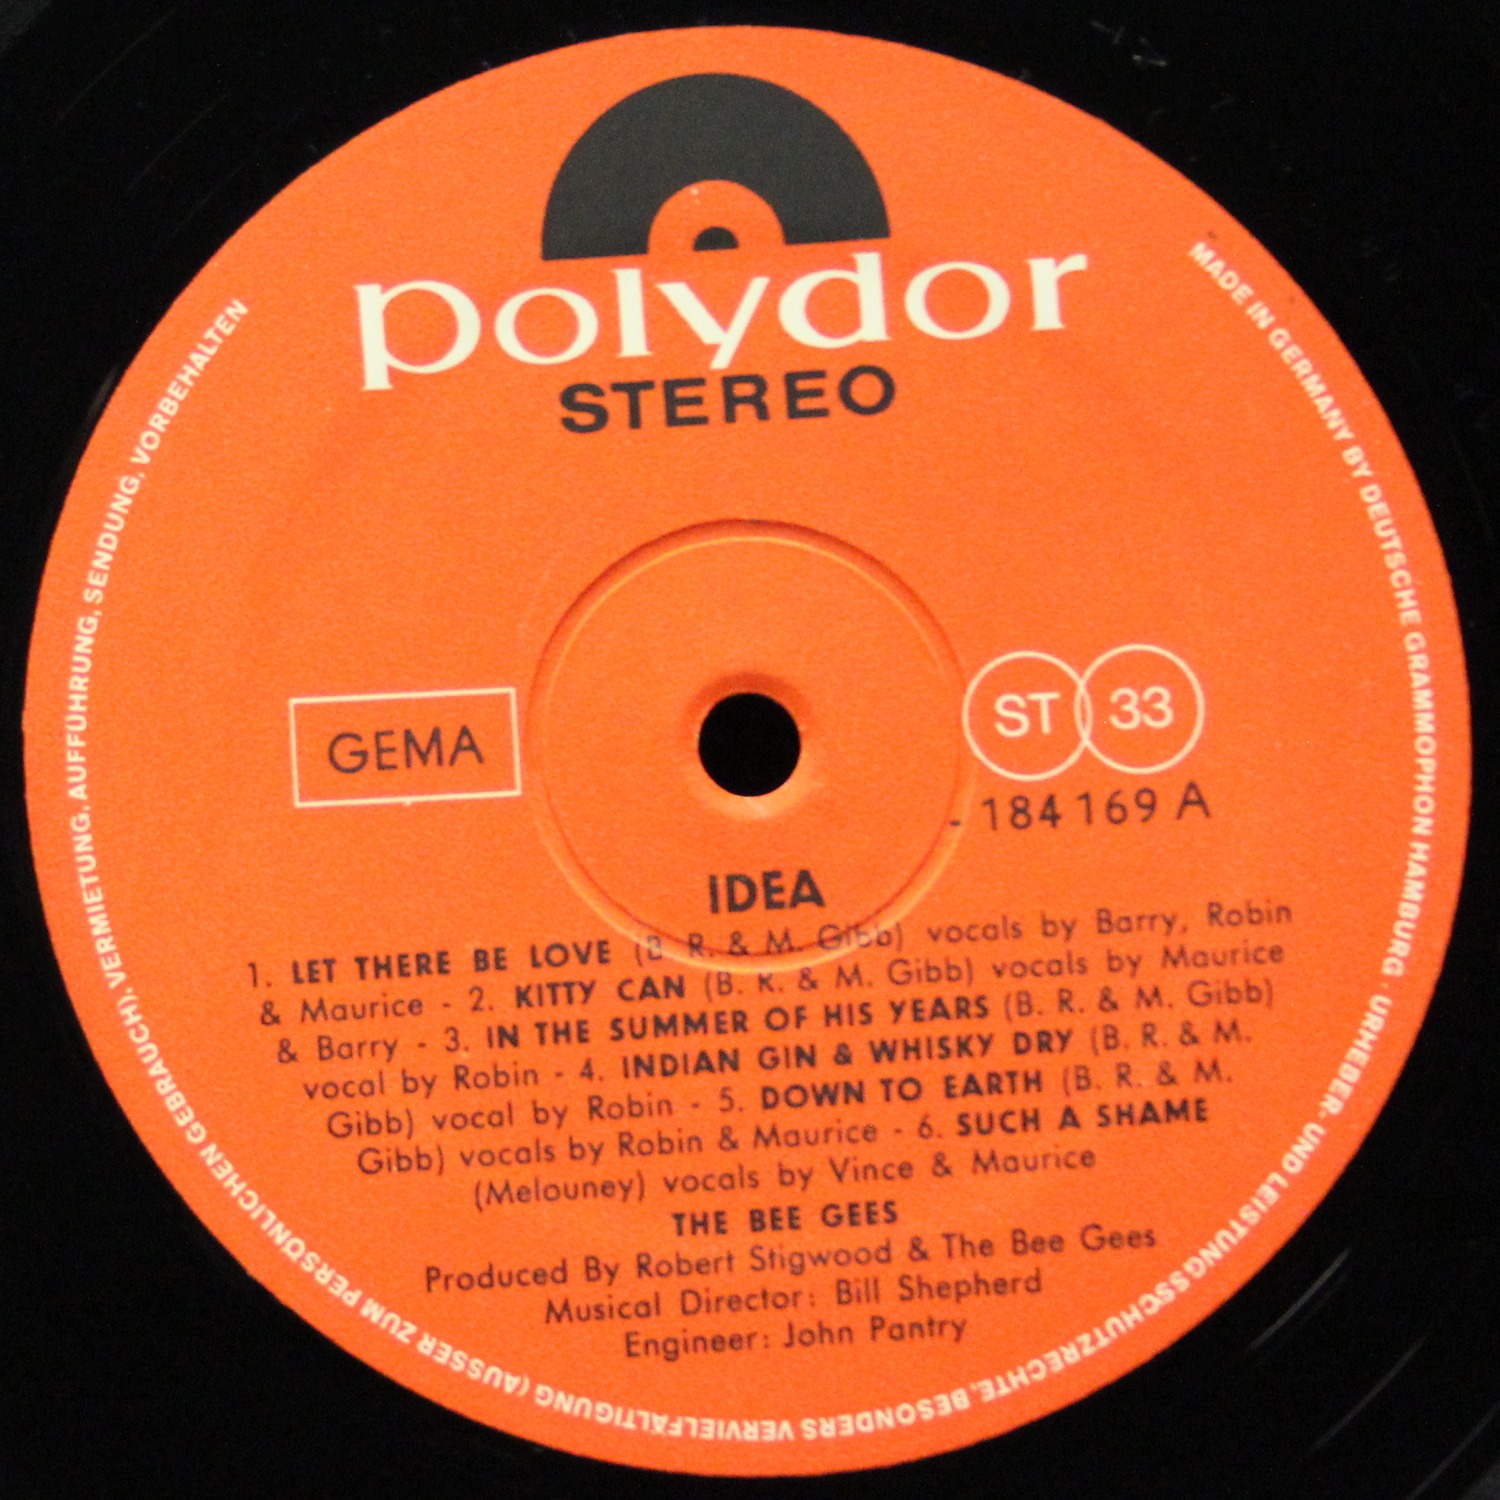 polydor
STEREO
GEMA
ST 33
- 184 169 A
IDEA
1. LET THERE BE LOVE (B. R. & M. Gibb) vocals by Barry, Robin
& Maurice - 2. KITTY CAN (B. R. & M. Gibb) vocals by Maurice
& Barry - 3. IN THE SUMMER OF HIS YEARS (B. R. & M. Gibb)
vocal by Robin - 4. INDIAN GIN & WHISKY DRY (B. R. & M.
Gibb) vocal by Robin - 5. DOWN TO EARTH (B. R. & M.
Gibb) vocals by Robin & Maurice - 6. SUCH A SHAME
(Melouney) vocals by Vince & Maurice
THE BEE GEES
Produced By Robert Stigwood & The Bee Gees
Musical Director: Bill Shepherd
Engineer: John Pantry
MADE IN GERMANY BY DEUTSCHE GRAMMOPHON HAMBURG · URHEBER- UND LEISTUNGSSCHUTZRECHTE, BESONDERS VERVIELFÄLTIGUNG (AUSSER ZUM PERSÖNLICHEN GEBRAUCH), VERMIETUNG, AUFFÜHRUNG, SENDUNG, VORBEHALTEN